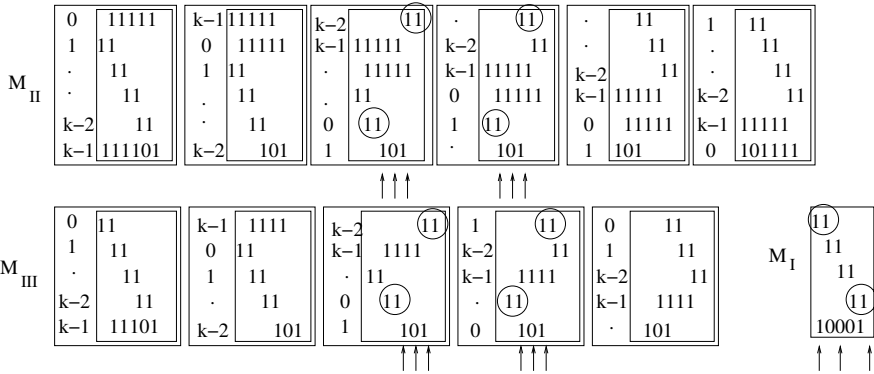 0 11111 k−1 11111 k−2 11 . 11 . 11 1 11
1 11 0 11111 k−1 11111 k−2 11 . 11 . 11
. 11 1 11 . 11111 k−1 11111 k−2 11 . 11
M II . 11 . 11 . 11 0 11111 k−1 11111 k−2 11
k−2 11 . 11 0 11 1 11 0 11111 k−1 11111
k−1 111101 k−2 101 1 101 . 101 1 101 0 101111
0 11 k−1 1111 k−2 11 1 11 0 11 11
1 11 0 11 k−1 1111 k−2 11 1 11 M I 11
M III . 11 1 11 . 11 k−1 1111 k−2 11 11
k−2 11 . 11 0 11 . 11 k−1 1111 11
k−1 11101 k−2 101 1 101 0 101 . 101 10001